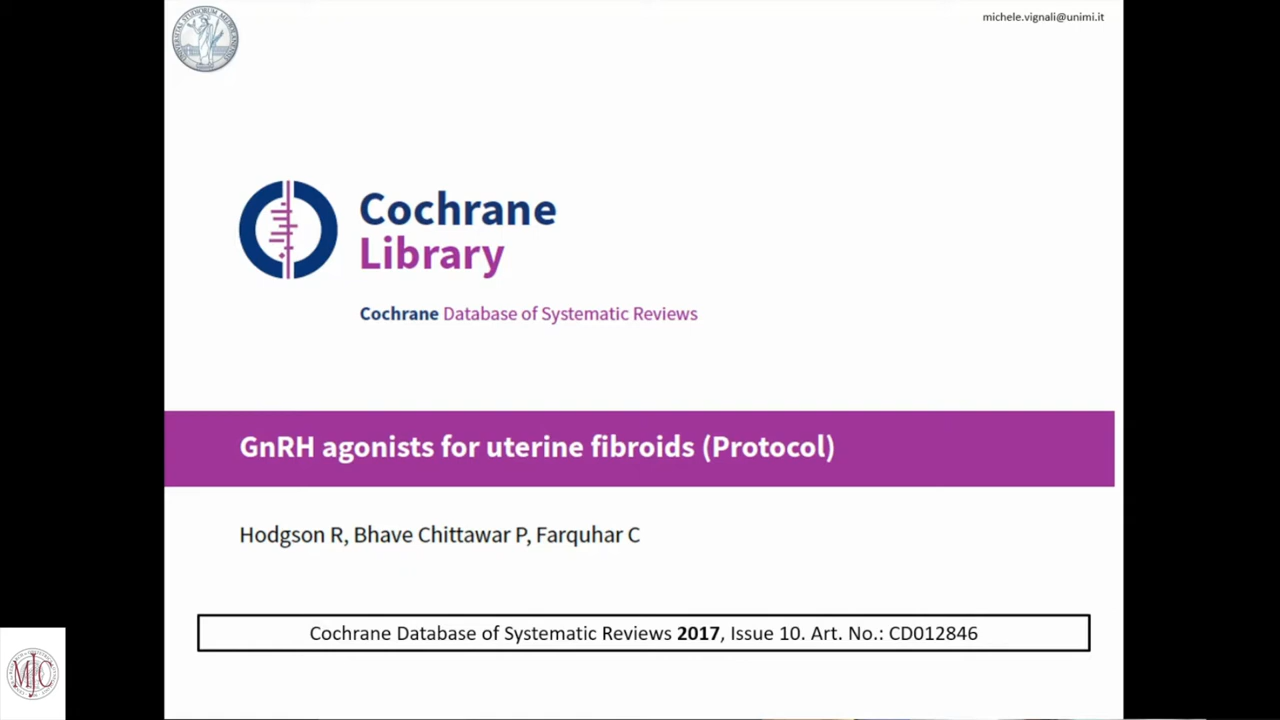 michele.vignali@unimi.it
Cochrane
Library
Cochrane Database of Systematic Reviews
GnRH agonists for uterine fibroids (Protocol)
Hodgson R, Bhave Chittawar P, Farquhar C
Cochrane Database of Systematic Reviews 2017, Issue 10. Art. No.: CD012846
MJC